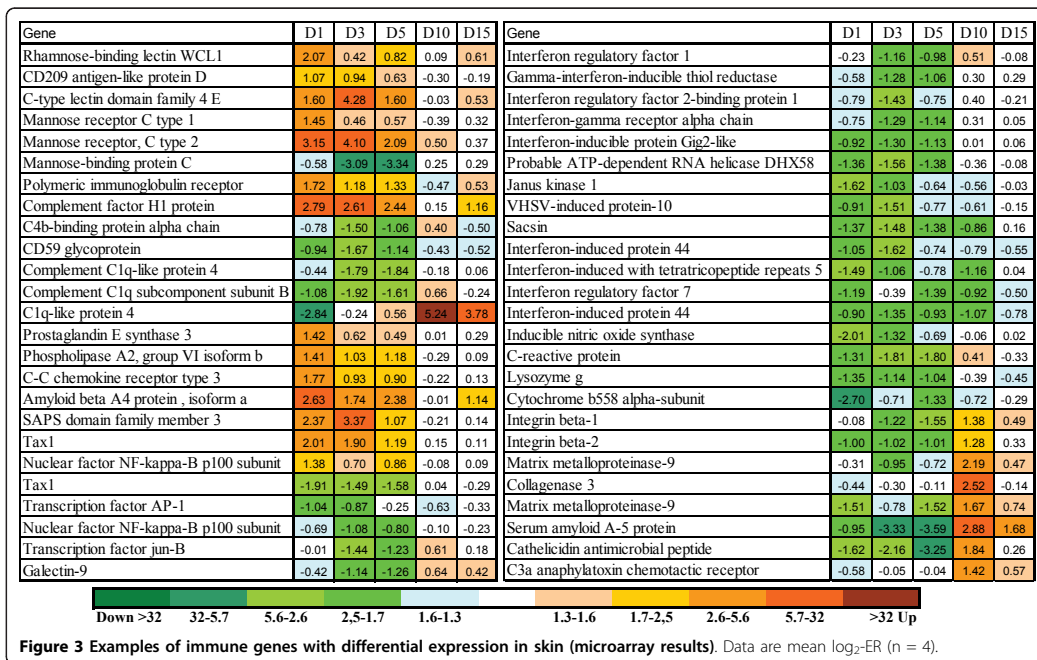 Gene D1 D3 D5 D10 D15
Rhamnose-binding lectin WCL1 2.07 0.42 0.82 0.09 0.61
CD209 antigen-like protein D 1.07 0.94 0.63 -0.30 -0.19
C-type lectin domain family 4 E 1.60 4.28 1.60 -0.03 0.53
Mannose receptor C type 1 1.45 0.46 0.57 -0.39 0.32
Mannose receptor, C type 2 3.15 4.10 2.09 0.50 0.37
Mannose-binding protein C -0.58 -3.09 -3.34 0.25 0.29
Polymeric immunoglobulin receptor 1.72 1.18 1.33 -0.47 0.53
Complement factor H1 protein 2.79 2.61 2.44 0.15 1.16
C4b-binding protein alpha chain -0.78 -1.50 -1.06 0.40 -0.50
CD59 glycoprotein -0.94 -1.67 -1.14 -0.43 -0.52
Complement C1q-like protein 4 -0.44 -1.79 -1.84 -0.18 0.06
Complement C1q subcomponent subunit B -1.08 -1.92 -1.61 0.66 -0.24
C1q-like protein 4 -2.84 -0.24 0.56 5.24 3.78
Prostaglandin E synthase 3 1.42 0.62 0.49 0.01 0.29
Phospholipase A2, group VI isoform b 1.41 1.03 1.18 -0.29 0.09
C-C chemokine receptor type 3 1.77 0.93 0.90 -0.22 0.13
Amyloid beta A4 protein , isoform a 2.63 1.74 2.38 -0.01 1.14
SAPS domain family member 3 2.37 3.37 1.07 -0.21 0.14
Tax1 2.01 1.90 1.19 0.15 0.11
Nuclear factor NF-kappa-B p100 subunit 1.38 0.70 0.86 -0.08 0.09
Tax1 -1.91 -1.49 -1.58 0.04 -0.29
Transcription factor AP-1 -1.04 -0.87 -0.25 -0.63 -0.33
Nuclear factor NF-kappa-B p100 subunit -0.69 -1.08 -0.80 -0.10 -0.23
Transcription factor jun-B -0.01 -1.44 -1.23 0.61 0.18
Galectin-9 -0.42 -1.14 -1.26 0.64 0.42
Gene D1 D3 D5 D10 D15
Interferon regulatory factor 1 -0.23 -1.16 -0.98 0.51 -0.08
Gamma-interferon-inducible thiol reductase -0.58 -1.28 -1.06 0.30 0.29
Interferon regulatory factor 2-binding protein 1 -0.79 -1.43 -0.75 0.40 -0.21
Interferon-gamma receptor alpha chain -0.75 -1.29 -1.14 0.31 0.05
Interferon-inducible protein Gig2-like -0.92 -1.30 -1.13 0.01 0.06
Probable ATP-dependent RNA helicase DHX58 -1.36 -1.56 -1.38 -0.36 -0.08
Janus kinase 1 -1.62 -1.03 -0.64 -0.56 -0.03
VHSV-induced protein-10 -0.91 -1.51 -0.77 -0.61 -0.15
Sacsin -1.37 -1.48 -1.38 -0.86 0.16
Interferon-induced protein 44 -1.05 -1.62 -0.74 -0.79 -0.55
Interferon-induced with tetratricopeptide repeats 5 -1.49 -1.06 -0.78 -1.16 0.04
Interferon regulatory factor 7 -1.19 -0.39 -1.39 -0.92 -0.50
Interferon-induced protein 44 -0.90 -1.35 -0.93 -1.07 -0.78
Inducible nitric oxide synthase -2.01 -1.32 -0.69 -0.06 0.02
C-reactive protein -1.31 -1.81 -1.80 0.41 -0.33
Lysozyme g -1.35 -1.14 -1.04 -0.39 -0.45
Cytochrome b558 alpha-subunit -2.70 -0.71 -1.33 -0.72 -0.29
Integrin beta-1 -0.08 -1.22 -1.55 1.38 0.49
Integrin beta-2 -1.00 -1.02 -1.01 1.28 0.33
Matrix metalloproteinase-9 -0.31 -0.95 -0.72 2.19 0.47
Collagenase 3 -0.44 -0.30 -0.11 2.52 -0.14
Matrix metalloproteinase-9 -1.51 -0.78 -1.52 1.67 0.74
Serum amyloid A-5 protein -0.95 -3.33 -3.59 2.88 1.68
Cathelicidin antimicrobial peptide -1.62 -2.16 -3.25 1.84 0.26
C3a anaphylatoxin chemotactic receptor -0.58 -0.05 -0.04 1.42 0.57
Down >32 32-5.7 5.6-2.6 2,5-1.7 1.6-1.3 1.3-1.6 1.7-2,5 2.6-5.6 5.7-32 >32 Up
Figure 3 Examples of immune genes with differential expression in skin (microarray results). Data are mean log₂-ER (n = 4).